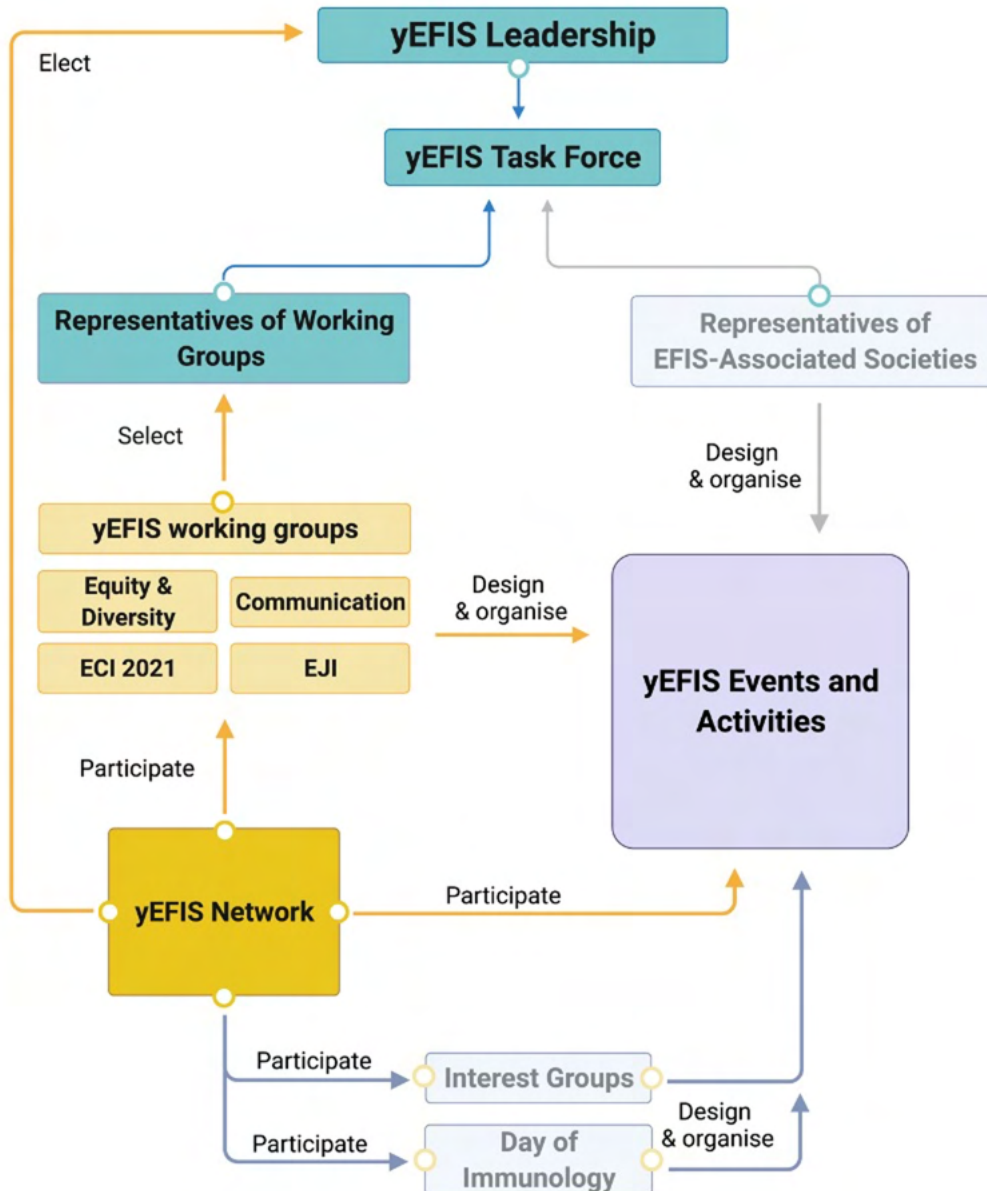 yEFIS Leadership
Elect
yEFIS Task Force
Representatives of Working
Groups
Representatives of
EFIS-Associated Societies
Select
Design
& organise
yEFIS working groups
Equity &
Diversity
Communication
ECI 2021
EJI
Design
& organise
yEFIS Events and
Activities
Participate
yEFIS Network
Participate
Participate
Interest Groups
Design
& organise
Participate
Day of
Immunology